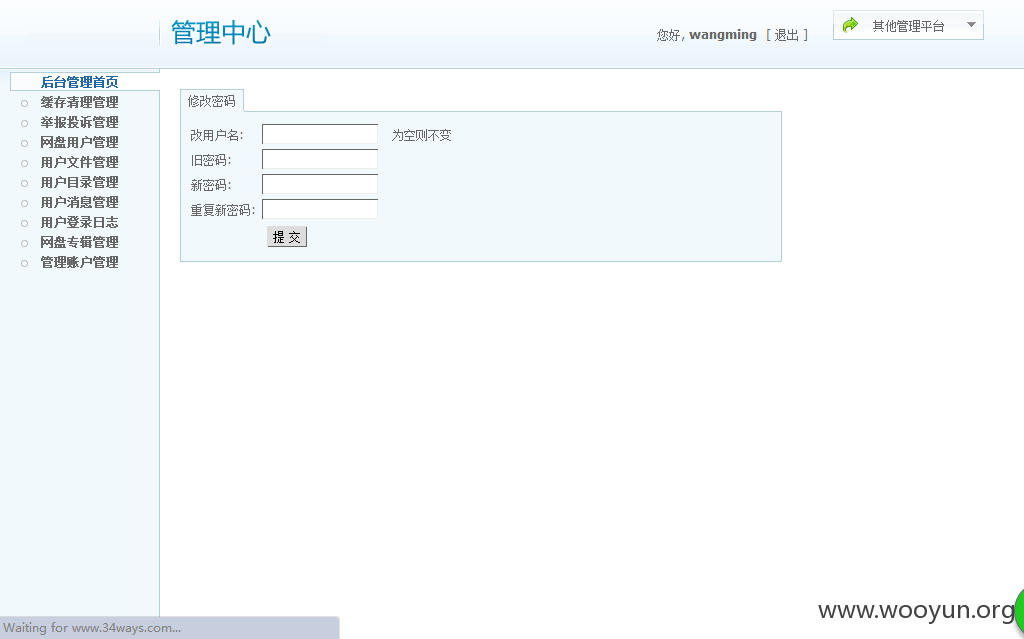 管理中心
您好, wangming [ 退出 ]
其他管理平台
后台管理首页
缓存清理管理
举报投诉管理
网盘用户管理
用户文件管理
用户目录管理
用户消息管理
用户登录日志
网盘专辑管理
管理账户管理
修改密码
改用户名: 为空则不变
旧密码:
新密码:
重复新密码:
提 交
www.wooyun.org
Waiting for www.34ways.com...